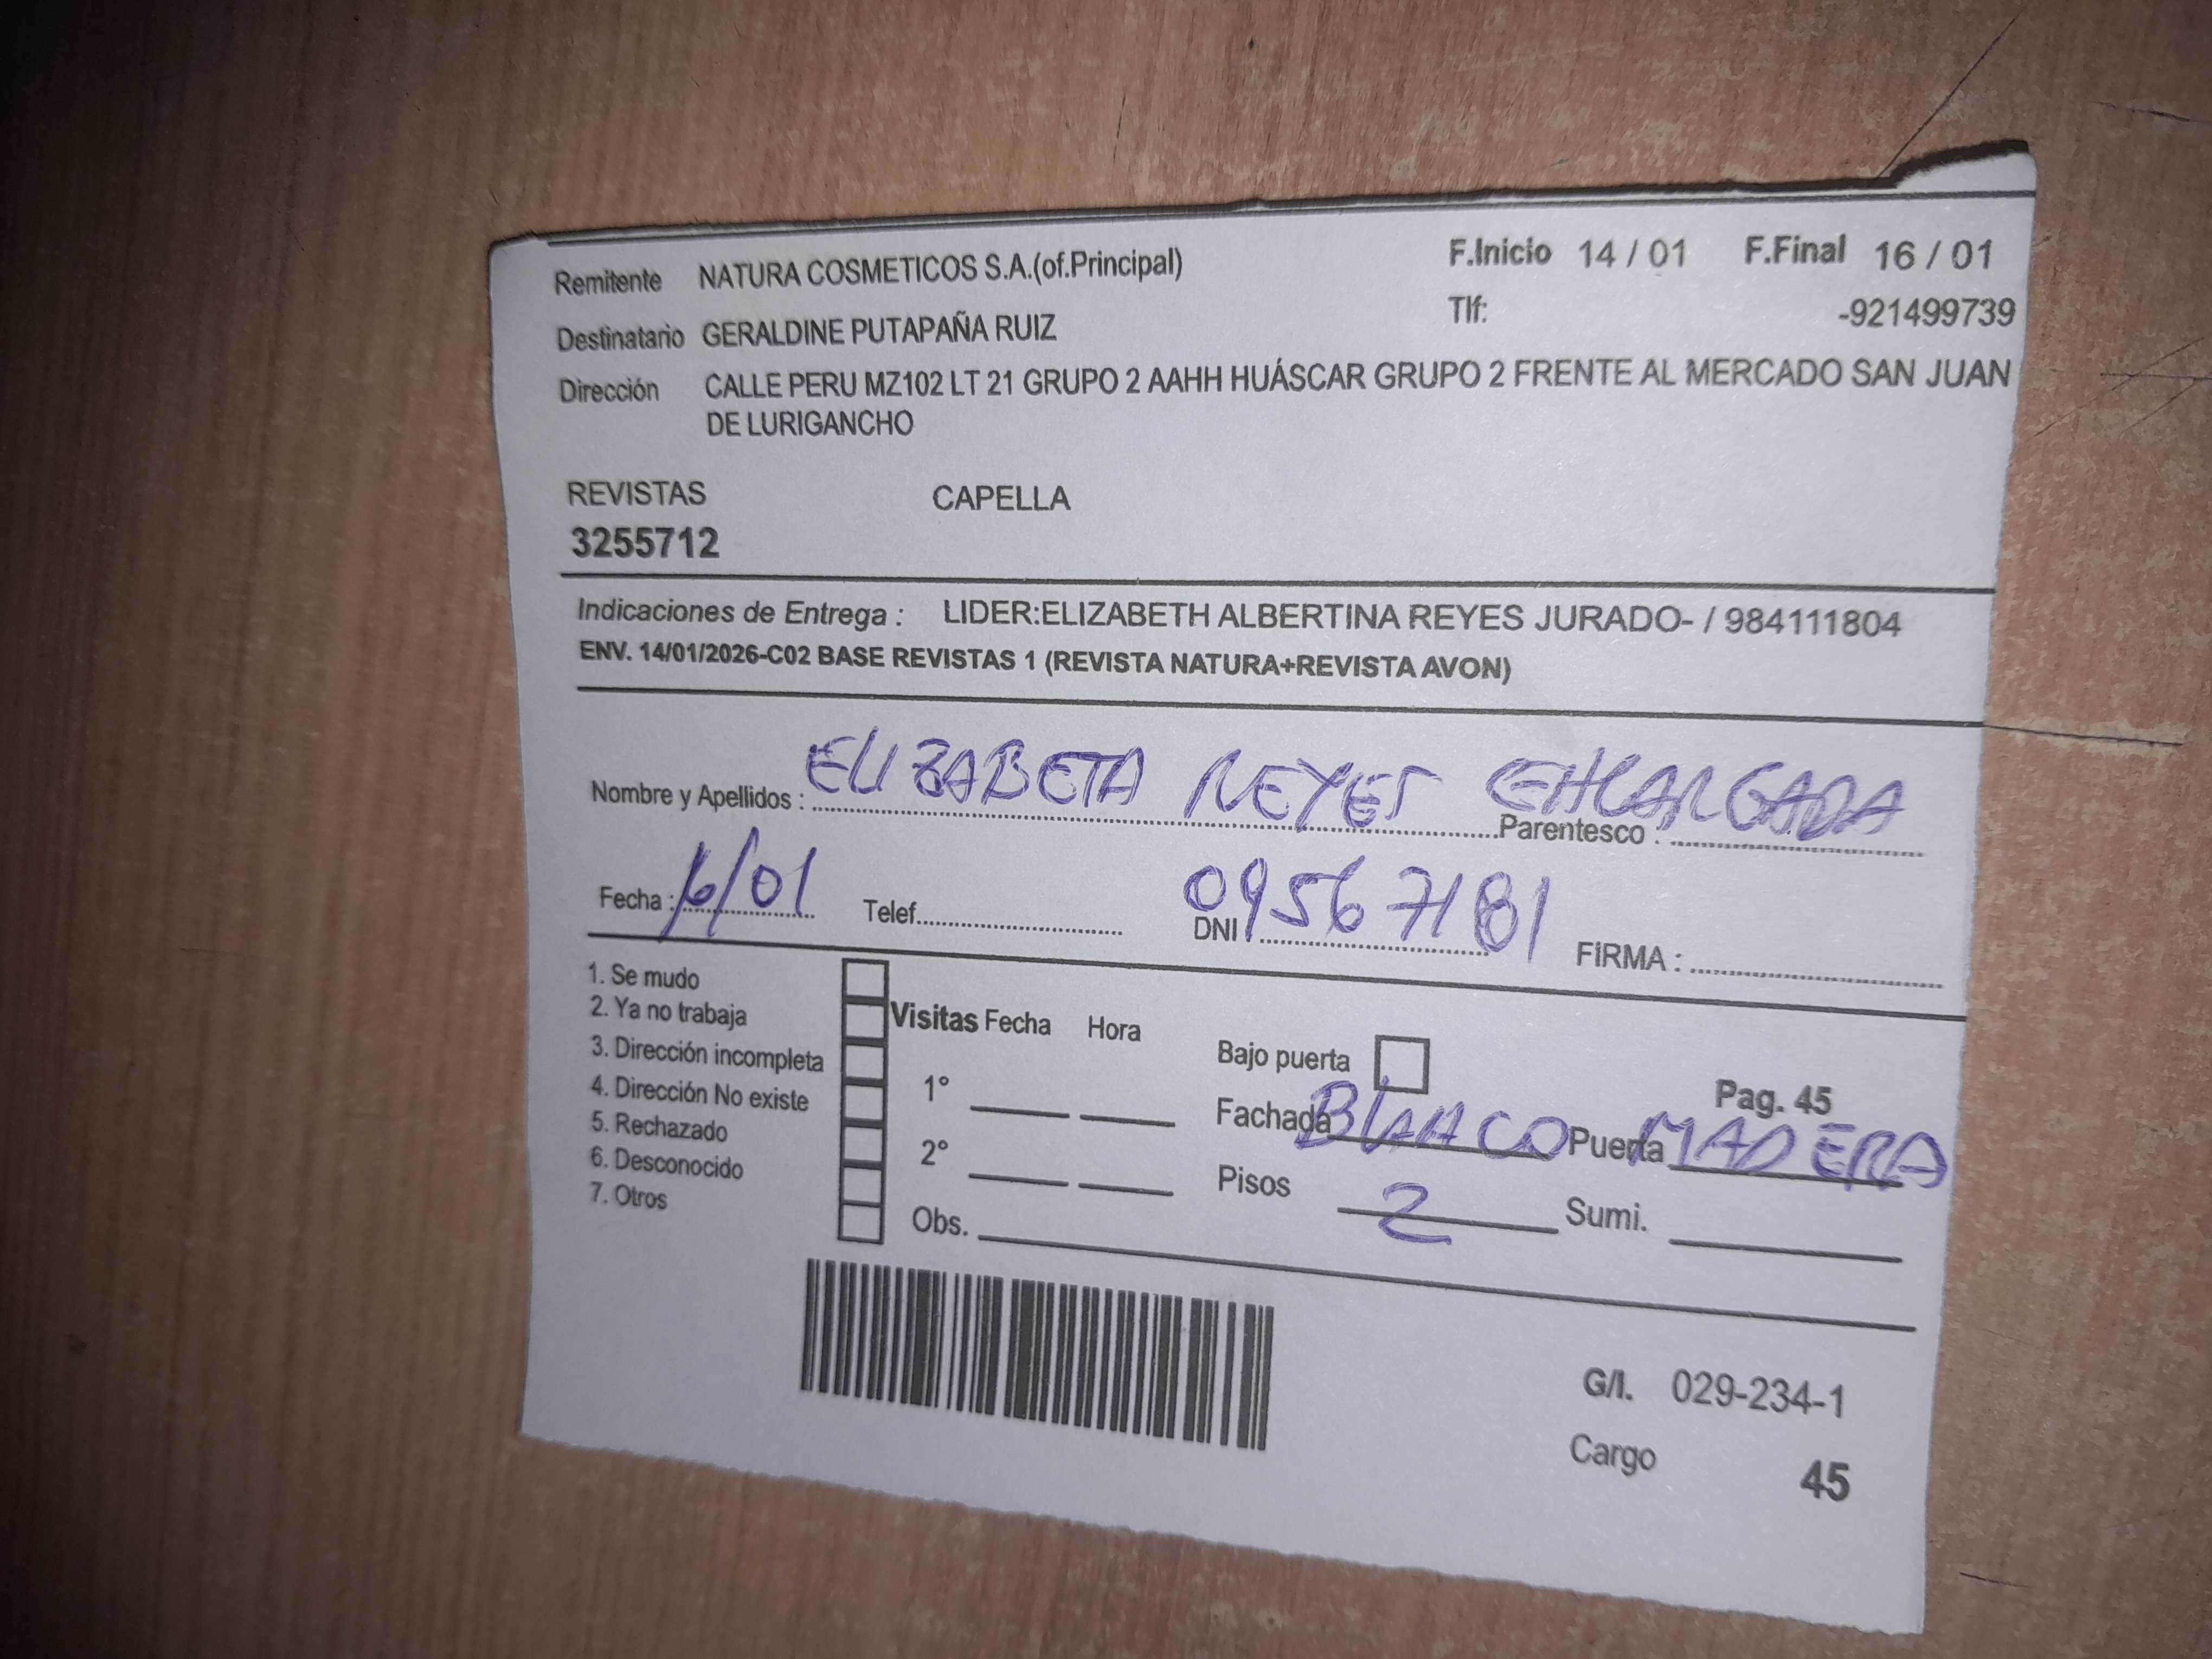 Remitente NATURA COSMETICOS S.A.(of.Principal) F.Inicio 14 / 01 F.Final 16 / 01
Destinatario GERALDINE PUTAPAÑA RUIZ Tlf: -921499739
Dirección CALLE PERU MZ102 LT 21 GRUPO 2 AAHH HUÁSCAR GRUPO 2 FRENTE AL MERCADO SAN JUAN
DE LURIGANCHO
REVISTAS CAPELLA
3255712
Indicaciones de Entrega : LIDER:ELIZABETH ALBERTINA REYES JURADO- / 984111804
ENV. 14/01/2026-C02 BASE REVISTAS 1 (REVISTA NATURA+REVISTA AVON)
Nombre y Apellidos : ELIZABETA REYES Parentesco : ENCARGADA
Fecha : 16/01 Telef. DNI 09567181 FIRMA :
1. Se mudo
2. Ya no trabaja Visitas Fecha Hora
3. Dirección incompleta Bajo puerta
4. Dirección No existe 1° Pag. 45
5. Rechazado Fachada BLANCO Puerta MADERA
6. Desconocido 2° Pisos 2 Sumi.
7. Otros Obs.
G/I. 029-234-1
Cargo 45